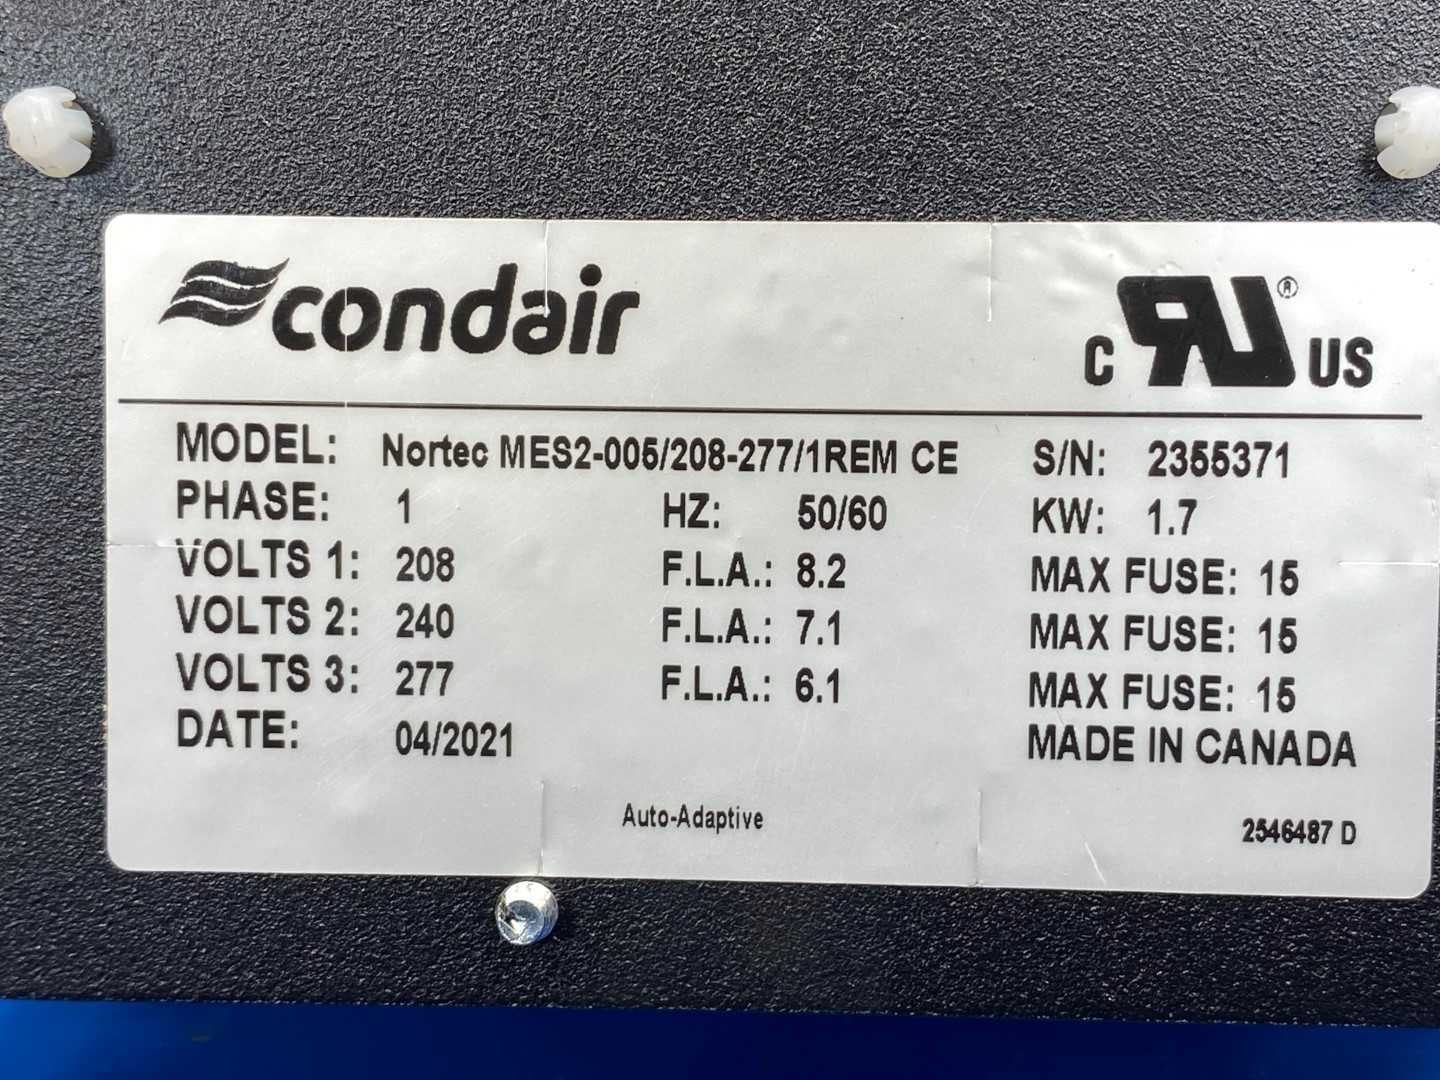 condair
C RU ® US
MODEL: Nortec MES2-005/208-277/1REM CE S/N: 2355371
PHASE: 1 HZ: 50/60 KW: 1.7
VOLTS 1: 208 F.L.A.: 8.2 MAX FUSE: 15
VOLTS 2: 240 F.L.A.: 7.1 MAX FUSE: 15
VOLTS 3: 277 F.L.A.: 6.1 MAX FUSE: 15
DATE: 04/2021 MADE IN CANADA
Auto-Adaptive
2546487 D